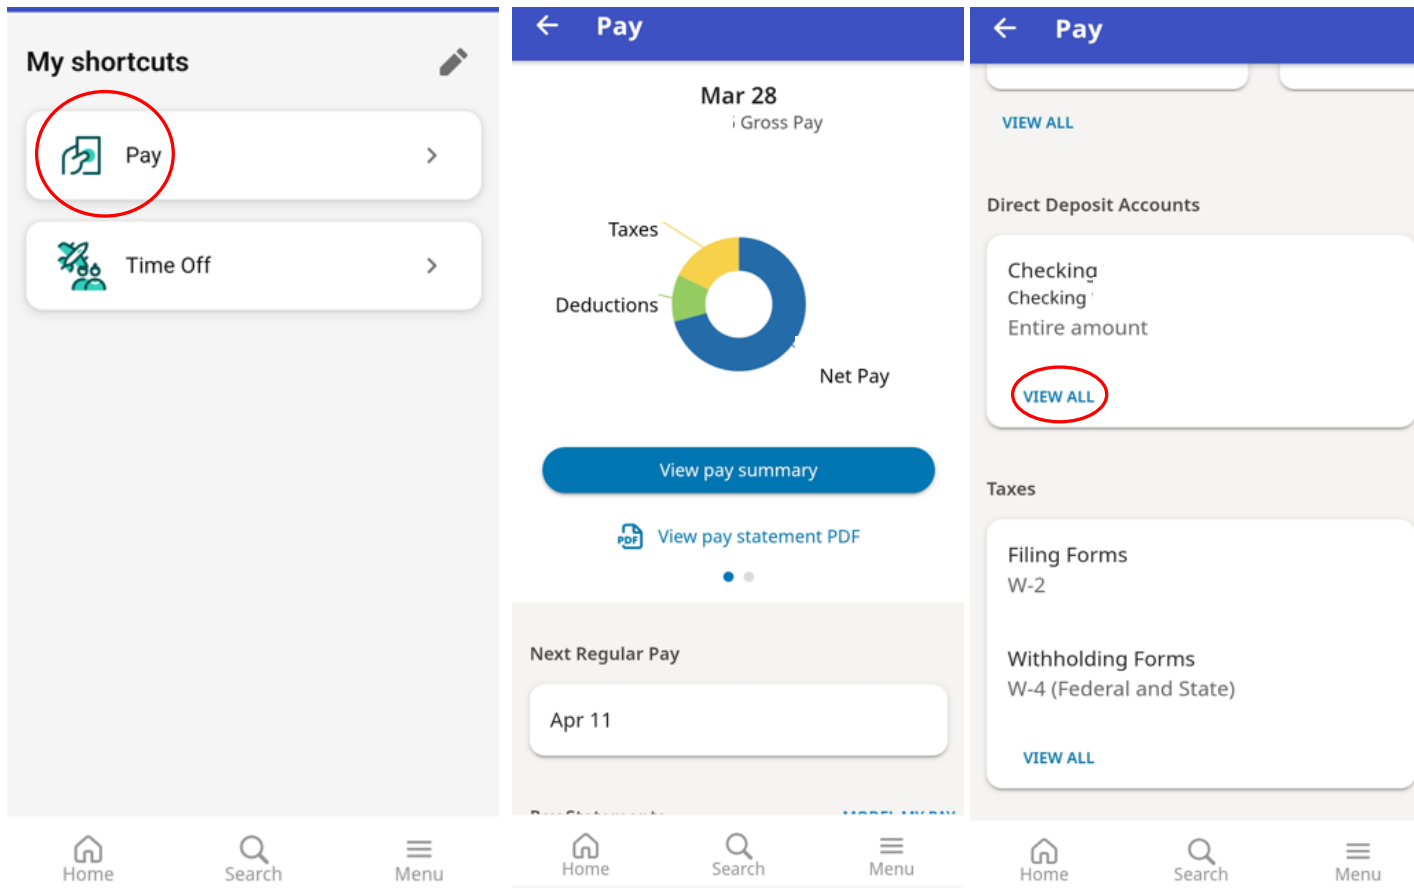 My shortcuts
Pay
Time Off
Home
Search
Menu
Pay
Mar 28
Gross Pay
Taxes
Deductions
Net Pay
View pay summary
PDF
View pay statement PDF
Next Regular Pay
Apr 11
Home
Search
Menu
Pay
VIEW ALL
Direct Deposit Accounts
Checking
Checking
Entire amount
VIEW ALL
Taxes
Filing Forms
W-2
Withholding Forms
W-4 (Federal and State)
VIEW ALL
Home
Search
Menu